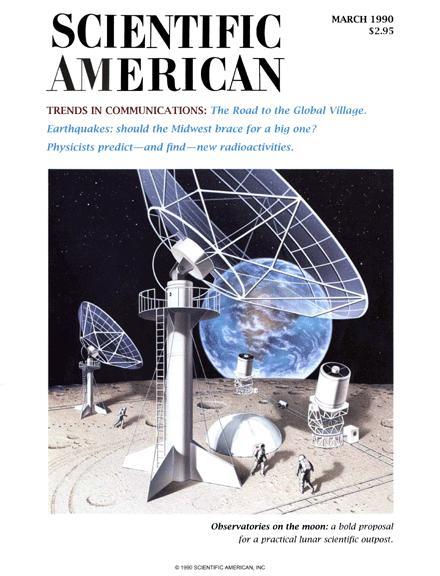 SCIENTIFIC
AMERICAN
MARCH 1990
$2.95
TRENDS IN COMMUNICATIONS: The Road to the Global Village.
Earthquakes: should the Midwest brace for a big one?
Physicists predict—and find—new radioactivities.
2
Observatories on the moon: a bold proposal
for a practical lunar scientific outpost.
© 1990 SCIENTIFIC AMERICAN, INC